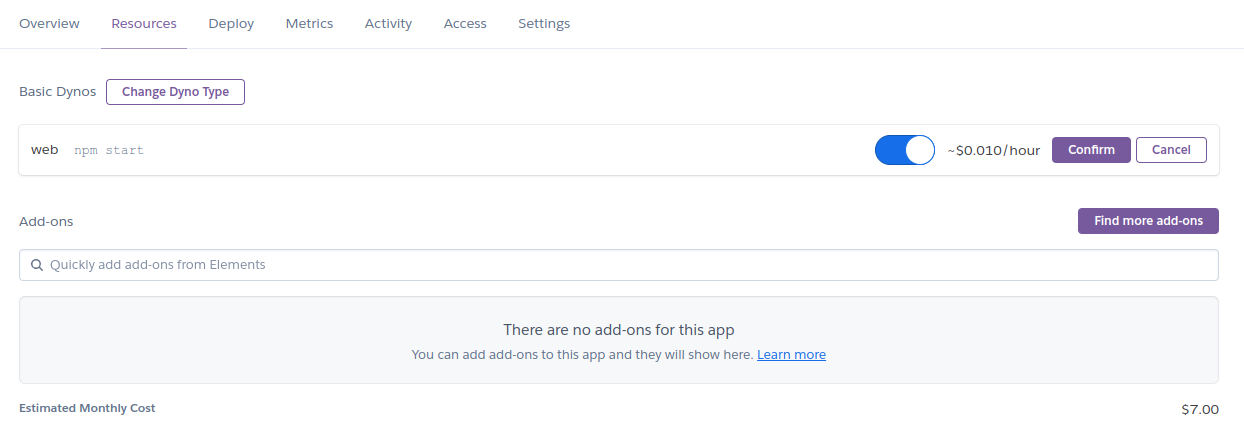 Overview Resources Deploy Metrics Activity Access Settings
Basic Dynos Change Dyno Type
web npm start ~$0.010/hour Confirm Cancel
Add-ons Find more add-ons
Quickly add add-ons from Elements
There are no add-ons for this app
You can add add-ons to this app and they will show here. Learn more
Estimated Monthly Cost $7.00